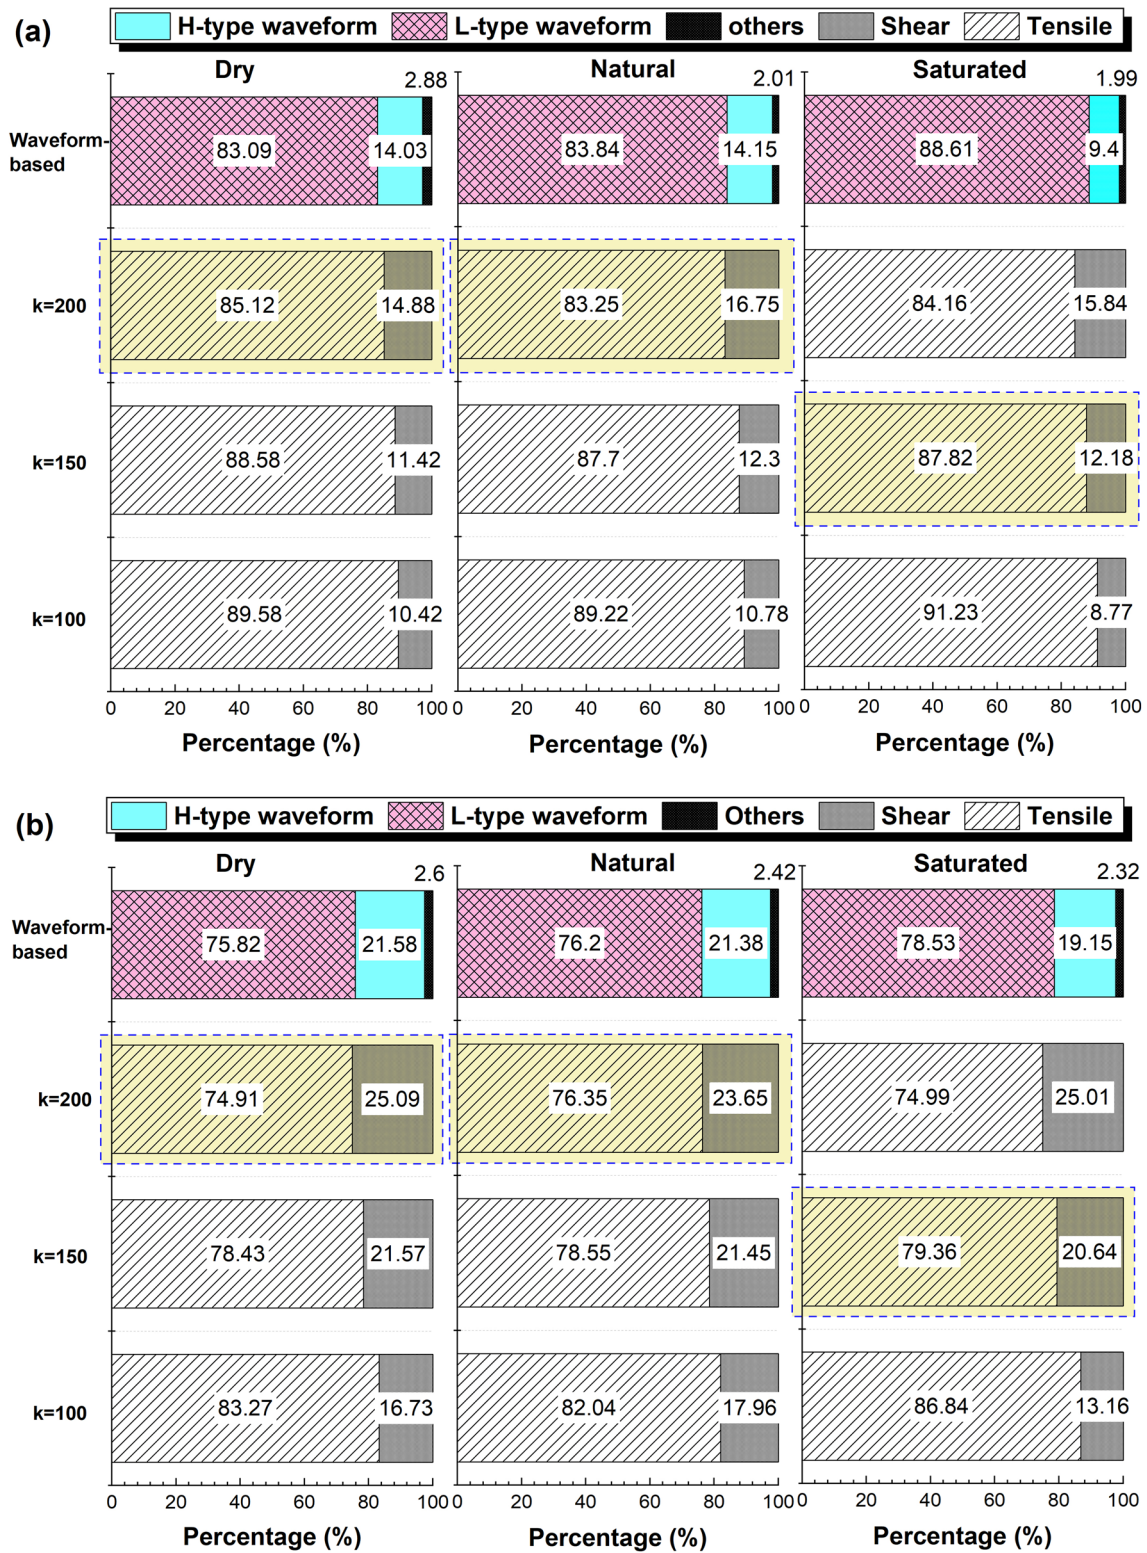 (a)
H-type waveform L-type waveform others Shear Tensile
Dry Natural Saturated
2.88 2.01 1.99
Waveform-
based
83.09 14.03 83.84 14.15 88.61 9.4
k=200 85.12 14.88 83.25 16.75 84.16 15.84
k=150 88.58 11.42 87.7 12.3 87.82 12.18
k=100 89.58 10.42 89.22 10.78 91.23 8.77
0 20 40 60 80 100 0 20 40 60 80 100 0 20 40 60 80 100
Percentage (%) Percentage (%) Percentage (%)
(b)
H-type waveform L-type waveform Others Shear Tensile
Dry Natural Saturated
2.6 2.42 2.32
Waveform-
based
75.82 21.58 76.2 21.38 78.53 19.15
k=200 74.91 25.09 76.35 23.65 74.99 25.01
k=150 78.43 21.57 78.55 21.45 79.36 20.64
k=100 83.27 16.73 82.04 17.96 86.84 13.16
0 20 40 60 80 100 0 20 40 60 80 100 0 20 40 60 80 100
Percentage (%) Percentage (%) Percentage (%)